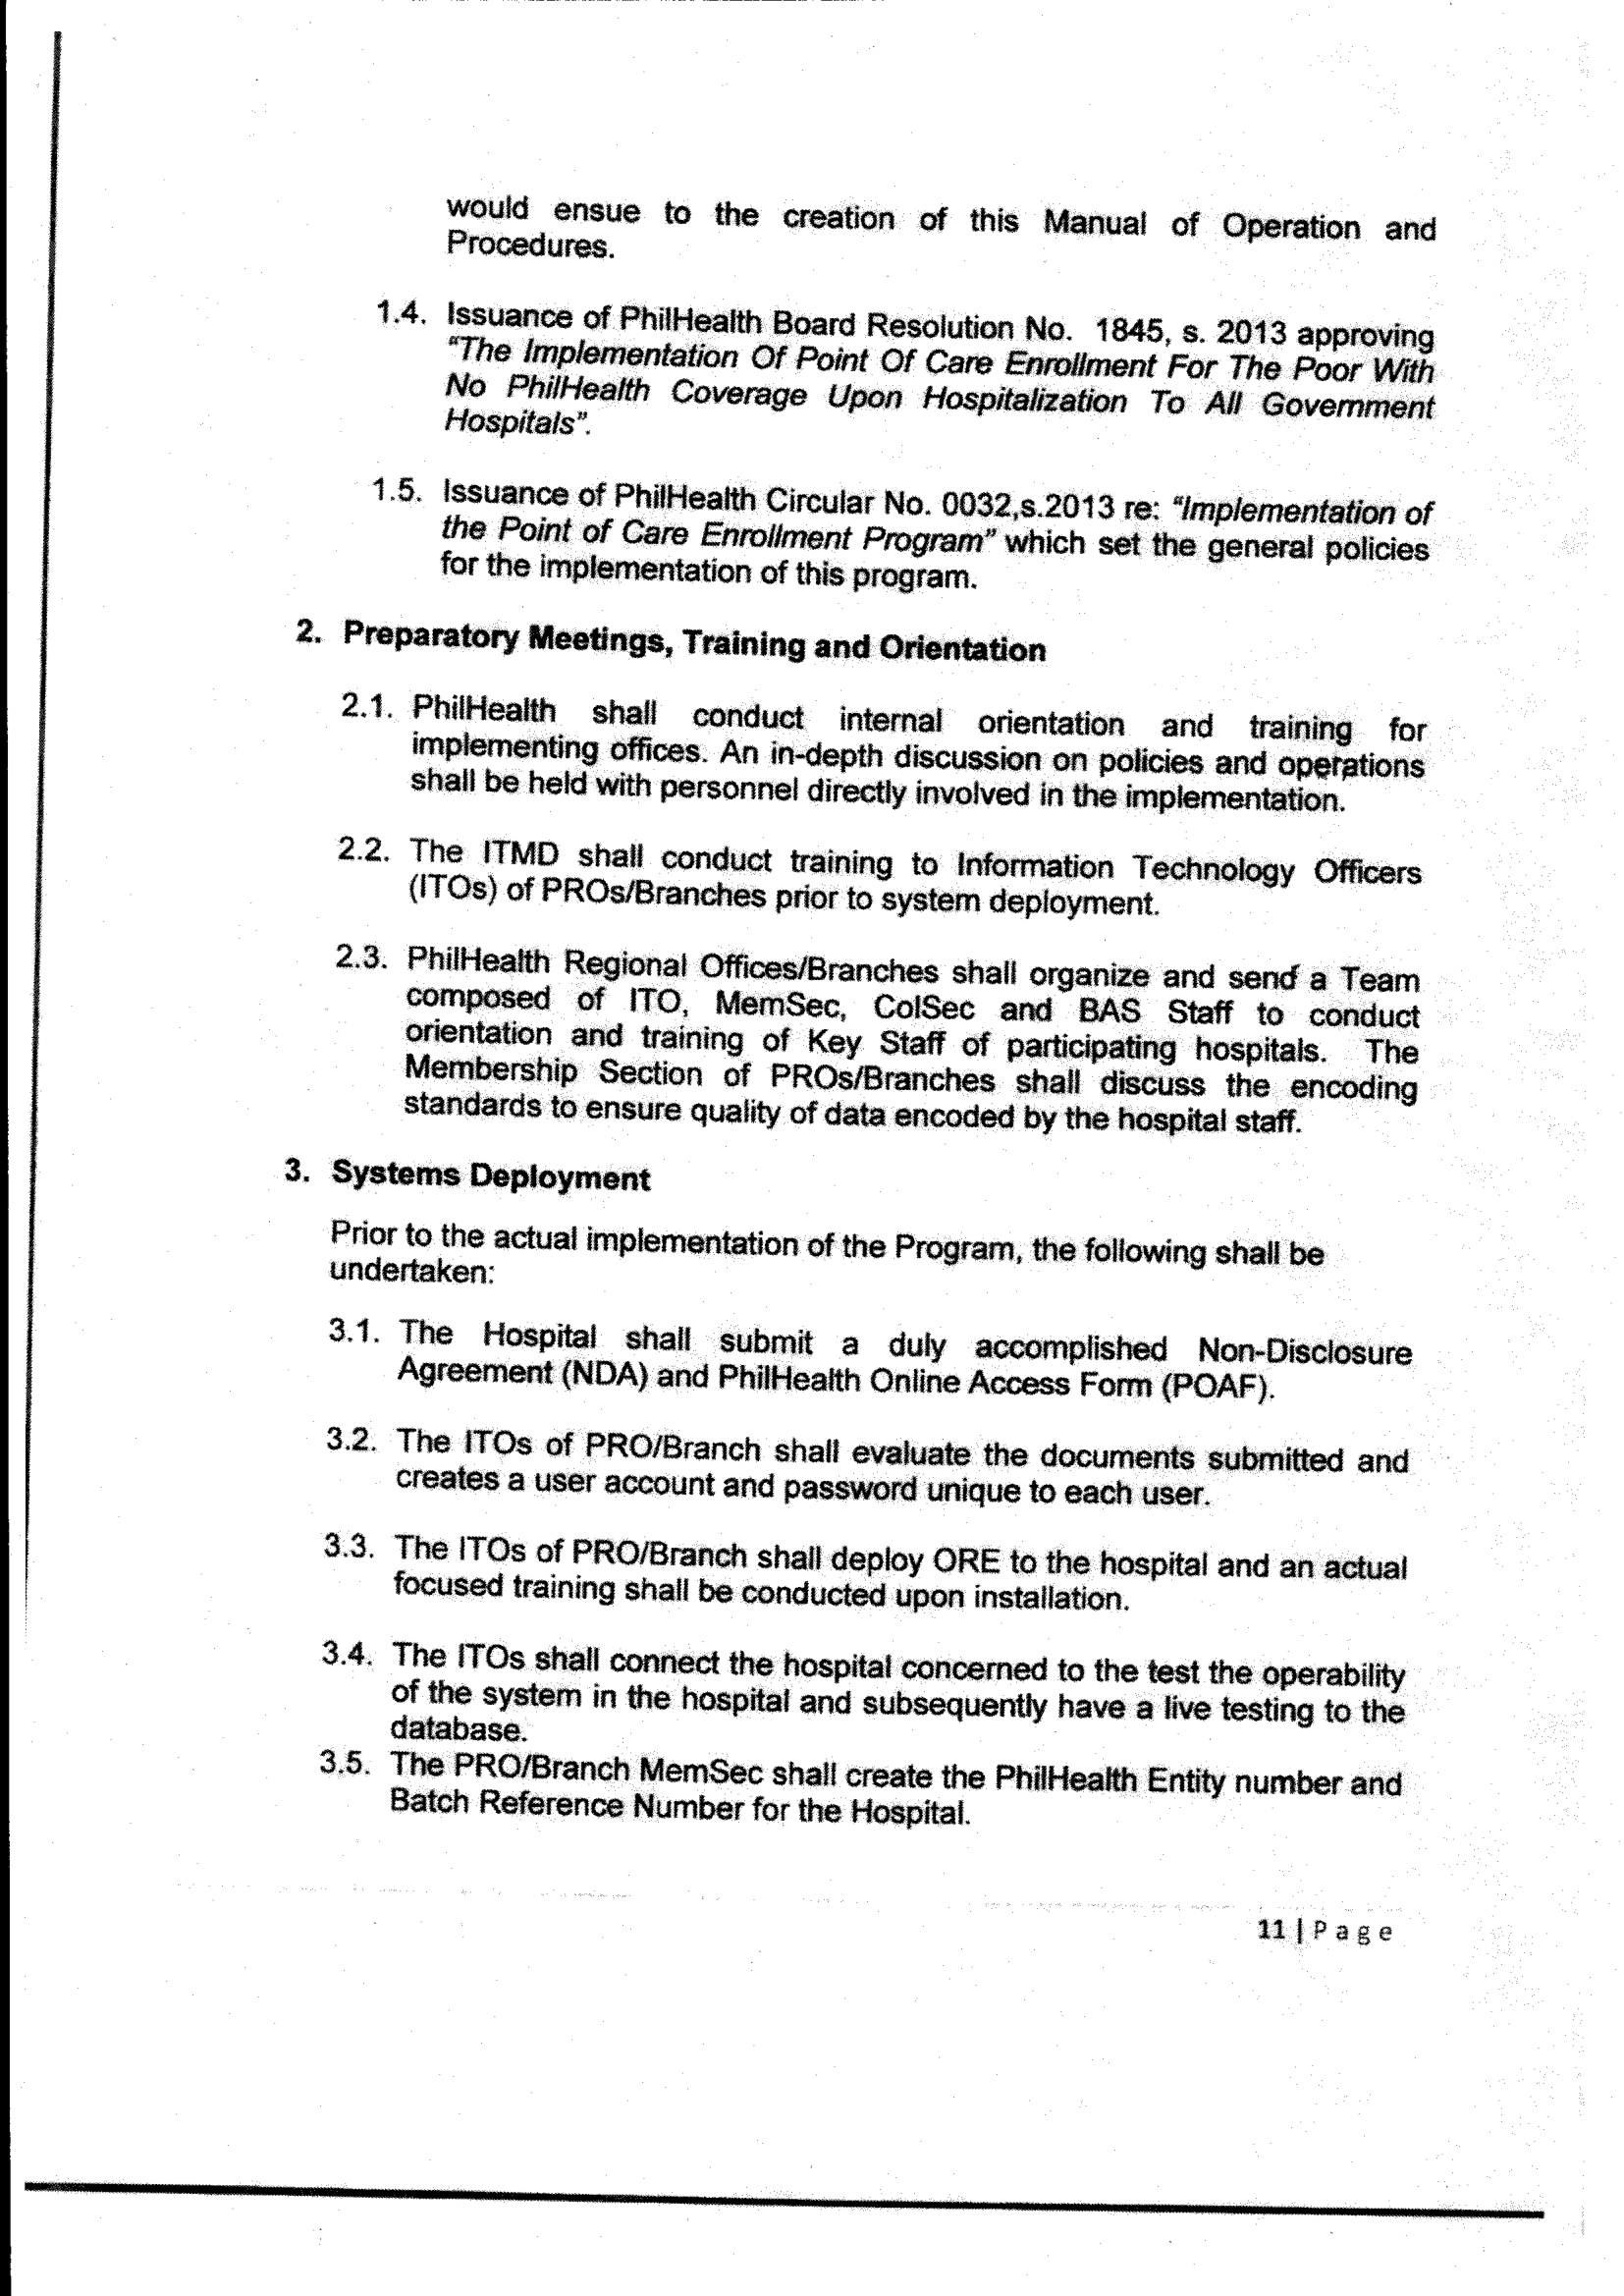 would ensue to the creation of this Manual of Operation and
Procedures.
1.4. Issuance of PhilHealth Board Resolution No. 1845, s. 2013 approving
“The Implementation Of Point Of Care Enrollment For The Poor With
No PhilHealth Coverage Upon Hospitalization To All Government
Hospitals”.
1.5. Issuance of PhilHealth Circular No. 0032,s.2013 re: “Implementation of
the Point of Care Enrollment Program” which set the general policies
for the implementation of this program.
2. Preparatory Meetings, Training and Orientation
2.1. PhilHealth shall conduct internal orientation and training for
implementing offices. An in-depth discussion on policies and operations
shall be held with personnel directly involved in the implementation.
2.2. The ITMD shall conduct training to Information Technology Officers
(ITOs) of PROs/Branches prior to system deployment.
2.3. PhilHealth Regional Offices/Branches shall organize and send a Team
composed of ITO, MemSec, ColSec and BAS Staff to conduct
orientation and training of Key Staff of participating hospitals. The
Membership Section of PROs/Branches shall discuss the encoding
standards to ensure quality of data encoded by the hospital staff.
3. Systems Deployment
Prior to the actual implementation of the Program, the following shall be
undertaken:
3.1. The Hospital shall submit a duly accomplished Non-Disclosure
Agreement (NDA) and PhilHealth Online Access Form (POAF).
3.2. The ITOs of PRO/Branch shall evaluate the documents submitted and
creates a user account and password unique to each user.
3.3. The ITOs of PRO/Branch shall deploy ORE to the hospital and an actual
focused training shall be conducted upon installation.
3.4. The ITOs shall connect the hospital concerned to the test the operability
of the system in the hospital and subsequently have a live testing to the
database.
3.5. The PRO/Branch MemSec shall create the PhilHealth Entity number and
Batch Reference Number for the Hospital.
11 | P a g e